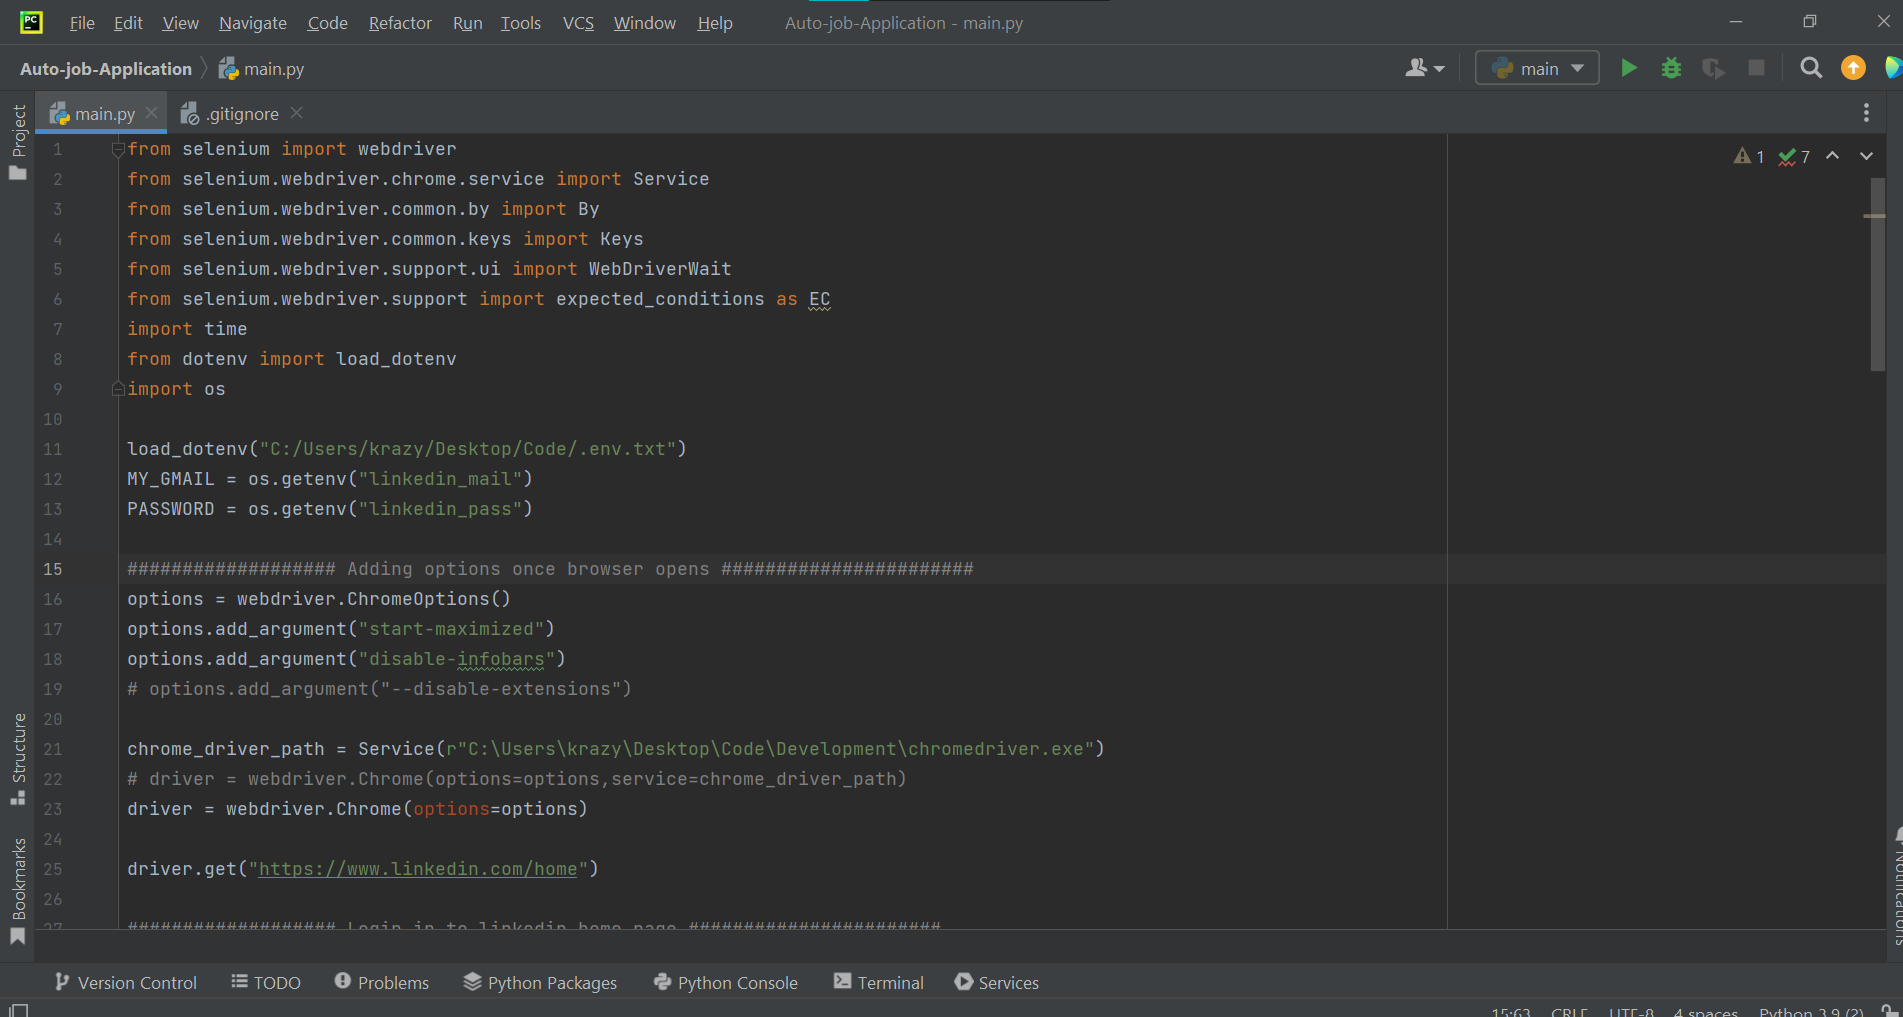 PC File Edit View Navigate Code Refactor Run Tools VCS Window Help Auto-job-Application - main.py
Auto-job-Application main.py main
Project
main.py .gitignore
1 from selenium import webdriver
1 7
2 from selenium.webdriver.chrome.service import Service
3 from selenium.webdriver.common.by import By
4 from selenium.webdriver.common.keys import Keys
5 from selenium.webdriver.support.ui import WebDriverWait
6 from selenium.webdriver.support import expected_conditions as EC
7 import time
8 from dotenv import load_dotenv
9 import os
10
11 load_dotenv("C:/Users/krazy/Desktop/Code/.env.txt")
12 MY_GMAIL = os.getenv("linkedin_mail")
13 PASSWORD = os.getenv("linkedin_pass")
14
15 ################### Adding options once browser opens #######################
16 options = webdriver.ChromeOptions()
17 options.add_argument("start-maximized")
18 options.add_argument("disable-infobars")
19 # options.add_argument("--disable-extensions")
20
21 chrome_driver_path = Service(r"C:\Users\krazy\Desktop\Code\Development\chromedriver.exe")
22 # driver = webdriver.Chrome(options=options,service=chrome_driver_path)
23 driver = webdriver.Chrome(options=options)
24
25 driver.get("https://www.linkedin.com/home")
26
27 ################### Login in to linkedin home page #######################
Structure
Bookmarks
Notifications
Version Control TODO Problems Python Packages Python Console Terminal Services
15:63 CRLF UTF-8 4 spaces Python 3.9 (2)